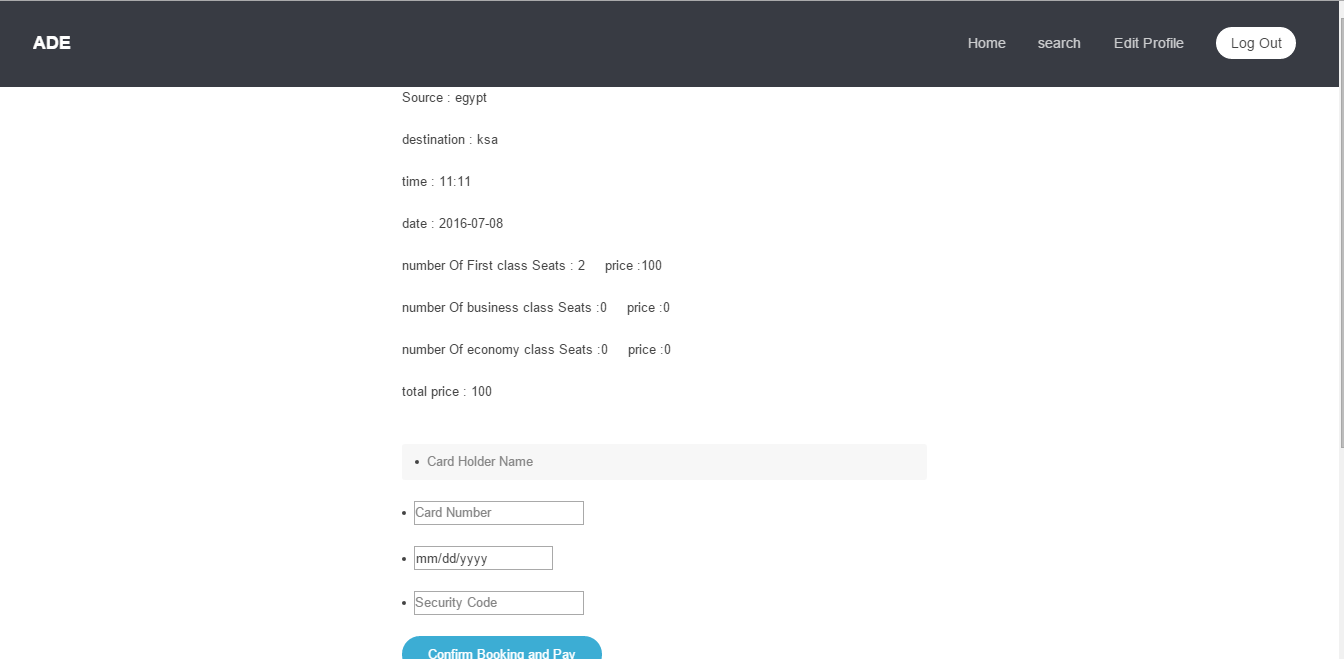 ADE Home search Edit Profile Log Out
Source : egypt
destination : ksa
time : 11:11
date : 2016-07-08
number Of First class Seats : 2 price :100
number Of business class Seats :0 price :0
number Of economy class Seats :0 price :0
total price : 100
• Card Holder Name
• Card Number
• mm/dd/yyyy
• Security Code
Confirm Booking and Pay